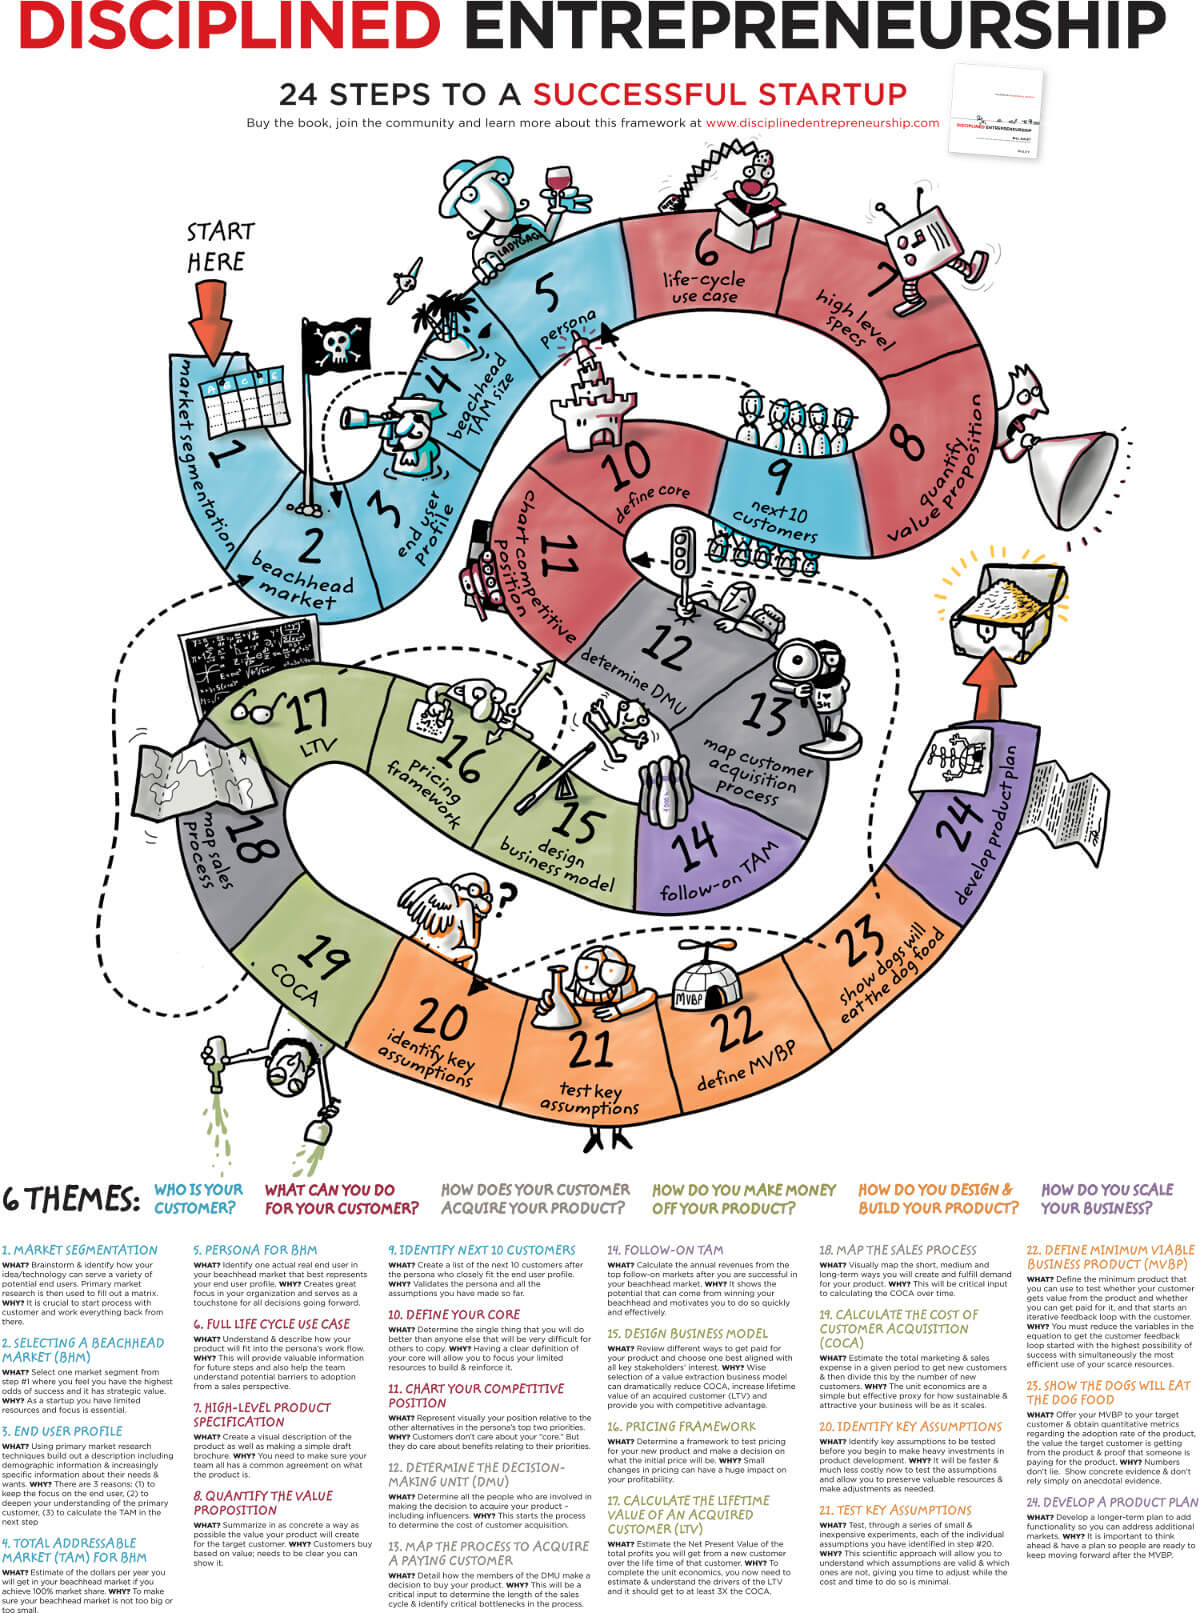 DISCIPLINED ENTREPRENEURSHIP
24 STEPS TO A SUCCESSFUL STARTUP
Buy the book, join the community and learn more about this framework at www.disciplinedentrepreneurship.com
DISCIPLINED ENTREPRENEURSHIP
START
HERE
A B C D E
1
market segmentation
2
beachhead
market
3
end user
profile
4
beachhead
TAM size
LADYGAGA
5
persona
6
life-cycle
use case
7
high level
specs
8
quantify
value proposition
9
next 10
customers
10
define core
11
chart competitive
position
12
determine DMU
13
map customer
acquisition
process
I ♥
SM
14
follow-on TAM
15
design
business model
16
pricing
framework
17
LTV
18
map sales
process
19
COCA
20
identify key
assumptions
?
21
test key
assumptions
MVBP
22
define MVBP
23
show dogs will
eat the dog food
24
develop product plan
6 THEMES:
WHO IS YOUR
CUSTOMER?
WHAT CAN YOU DO
FOR YOUR CUSTOMER?
HOW DOES YOUR CUSTOMER
ACQUIRE YOUR PRODUCT?
HOW DO YOU MAKE MONEY
OFF YOUR PRODUCT?
HOW DO YOU DESIGN &
BUILD YOUR PRODUCT?
HOW DO YOU SCALE
YOUR BUSINESS?
1. MARKET SEGMENTATION
WHAT? Brainstorm & identify how your
idea/technology can serve a variety of
potential end users. Primary market
research is then used to fill out a matrix.
WHY? It is crucial to start process with
customer and work everything back from
there.
2. SELECTING A BEACHHEAD
MARKET (BHM)
WHAT? Select one market segment from
step #1 where you feel you have the highest
odds of success and it has strategic value.
WHY? As a startup you have limited
resources and focus is essential.
3. END USER PROFILE
WHAT? Using primary market research
techniques build out a description including
demographic information & increasingly
specific information about their needs &
wants. WHY? There are 3 reasons: (1) to
keep the focus on the end user, (2) to
deepen your understanding of the primary
customer, (3) to calculate the TAM in the
next step
4. TOTAL ADDRESSABLE
MARKET (TAM) FOR BHM
WHAT? Estimate of the dollars per year you
will get in your beachhead market if you
achieve 100% market share. WHY? To make
sure your beachhead market is not too big or
too small.
5. PERSONA FOR BHM
WHAT? Identify one actual real end user in
your beachhead market that best represents
your end user profile. WHY? Creates great
focus in your organization and serves as a
touchstone for all decisions going forward.
6. FULL LIFE CYCLE USE CASE
WHAT? Understand & describe how your
product will fit into the persona's work flow.
WHY? This will provide valuable information
for future steps and also help the team
understand potential barriers to adoption
from a sales perspective.
7. HIGH-LEVEL PRODUCT
SPECIFICATION
WHAT? Create a visual description of the
product as well as making a simple draft
brochure. WHY? You need to make sure your
team all has a common agreement on what
the product is.
8. QUANTIFY THE VALUE
PROPOSITION
WHAT? Summarize in as concrete a way as
possible the value your product will create
for the target customer. WHY? Customers buy
based on value; needs to be clear you can
show it.
9. IDENTIFY NEXT 10 CUSTOMERS
WHAT? Create a list of the next 10 customers after
the persona who closely fit the end user profile.
WHY? Validates the persona and all the
assumptions you have made so far.
10. DEFINE YOUR CORE
WHAT? Determine the single thing that you will do
better than anyone else that will be very difficult for
others to copy. WHY? Having a clear definition of
your core will allow you to focus your limited
resources to build & reinforce it.
11. CHART YOUR COMPETITIVE
POSITION
WHAT? Represent visually your position relative to the
other alternatives in the persona's top two priorities.
WHY? Customers don't care about your "core". But
they do care about benefits relating to their priorities.
12. DETERMINE THE DECISION-
MAKING UNIT (DMU)
WHAT? Determine all the people who are involved in
making the decision to acquire your product –
including influencers. WHY? This starts the process
to determine the cost of customer acquisition.
13. MAP THE PROCESS TO ACQUIRE
A PAYING CUSTOMER
WHAT? Detail how the members of the DMU make a
decision to buy your product. WHY? This will be a
critical input to determine the length of the sales
cycle & identify critical bottlenecks in the process.
14. FOLLOW-ON TAM
WHAT? Calculate the annual revenues from the
top follow-on markets after you are successful in
your beachhead market. WHY? It shows the
potential that can come from winning your
beachhead and motivates you to do so quickly
and effectively.
15. DESIGN BUSINESS MODEL
WHAT? Review different ways to get paid for
your product and choose one best aligned with
all key stakeholders' interest. WHY? Wise
selection of a value extraction business model
can dramatically reduce COCA, increase lifetime
value of an acquired customer (LTV) and
provide you with competitive advantage.
16. PRICING FRAMEWORK
WHAT? Determine a framework to test pricing
for your new product and make a decision on
what the initial price will be. WHY? Small
changes in pricing can have a huge impact on
your profitability.
17. CALCULATE THE LIFETIME
VALUE OF AN ACQUIRED
CUSTOMER (LTV)
WHAT? Estimate the Net Present Value of the
total profits you will get from a new customer
over the life time of that customer. WHY? To
complete the unit economics, you now need to
estimate & understand the drivers of the LTV
and it should get to at least 3X the COCA.
18. MAP THE SALES PROCESS
WHAT? Visually map the short, medium and
long-term ways you will create and fulfill demand
for your product. WHY? This will be critical input
to calculating the COCA over time.
19. CALCULATE THE COST OF
CUSTOMER ACQUISITION
(COCA)
WHAT? Estimate the total marketing & sales
expense in a given period to get new customers
& then divide this by the number of new
customers. WHY? The unit economics are a
simple but effective proxy for how sustainable &
attractive your business will be as it scales.
20. IDENTIFY KEY ASSUMPTIONS
WHAT? Identify key assumptions to be tested
before you begin to make heavy investments in
product development. WHY? It will be faster &
much less costly now to test the assumptions
and allow you to preserve valuable resources &
make adjustments as needed.
21. TEST KEY ASSUMPTIONS
WHAT? Test, through a series of small &
inexpensive experiments, each of the individual
assumptions you have identified in step #20.
WHY? This scientific approach will allow you to
understand which assumptions are valid & which
ones are not, giving you time to adjust while the
cost and time to do so is minimal.
22. DEFINE MINIMUM VIABLE
BUSINESS PRODUCT (MVBP)
WHAT? Define the minimum product that
you can use to test whether your customer
gets value from the product and whether
you can get paid for it, and that starts an
iterative feedback loop with the customer.
WHY? You must reduce the variables in the
equation to get the customer feedback
loop started with the highest possibility of
success with simultaneously the most
efficient use of your scarce resources.
23. SHOW THE DOGS WILL EAT
THE DOG FOOD
WHAT? Offer your MVBP to your target
customer & obtain quantitative metrics
regarding the adoption rate of the product,
the value the target customer is getting
from the product & proof that someone is
paying for the product. WHY? Numbers
don't lie. Show concrete evidence & don't
rely simply on anecdotal evidence.
24. DEVELOP A PRODUCT PLAN
WHAT? Develop a longer-term plan to add
functionality so you can address additional
markets. WHY? It is important to think
ahead & have a plan so people are ready to
keep moving forward after the MVBP.